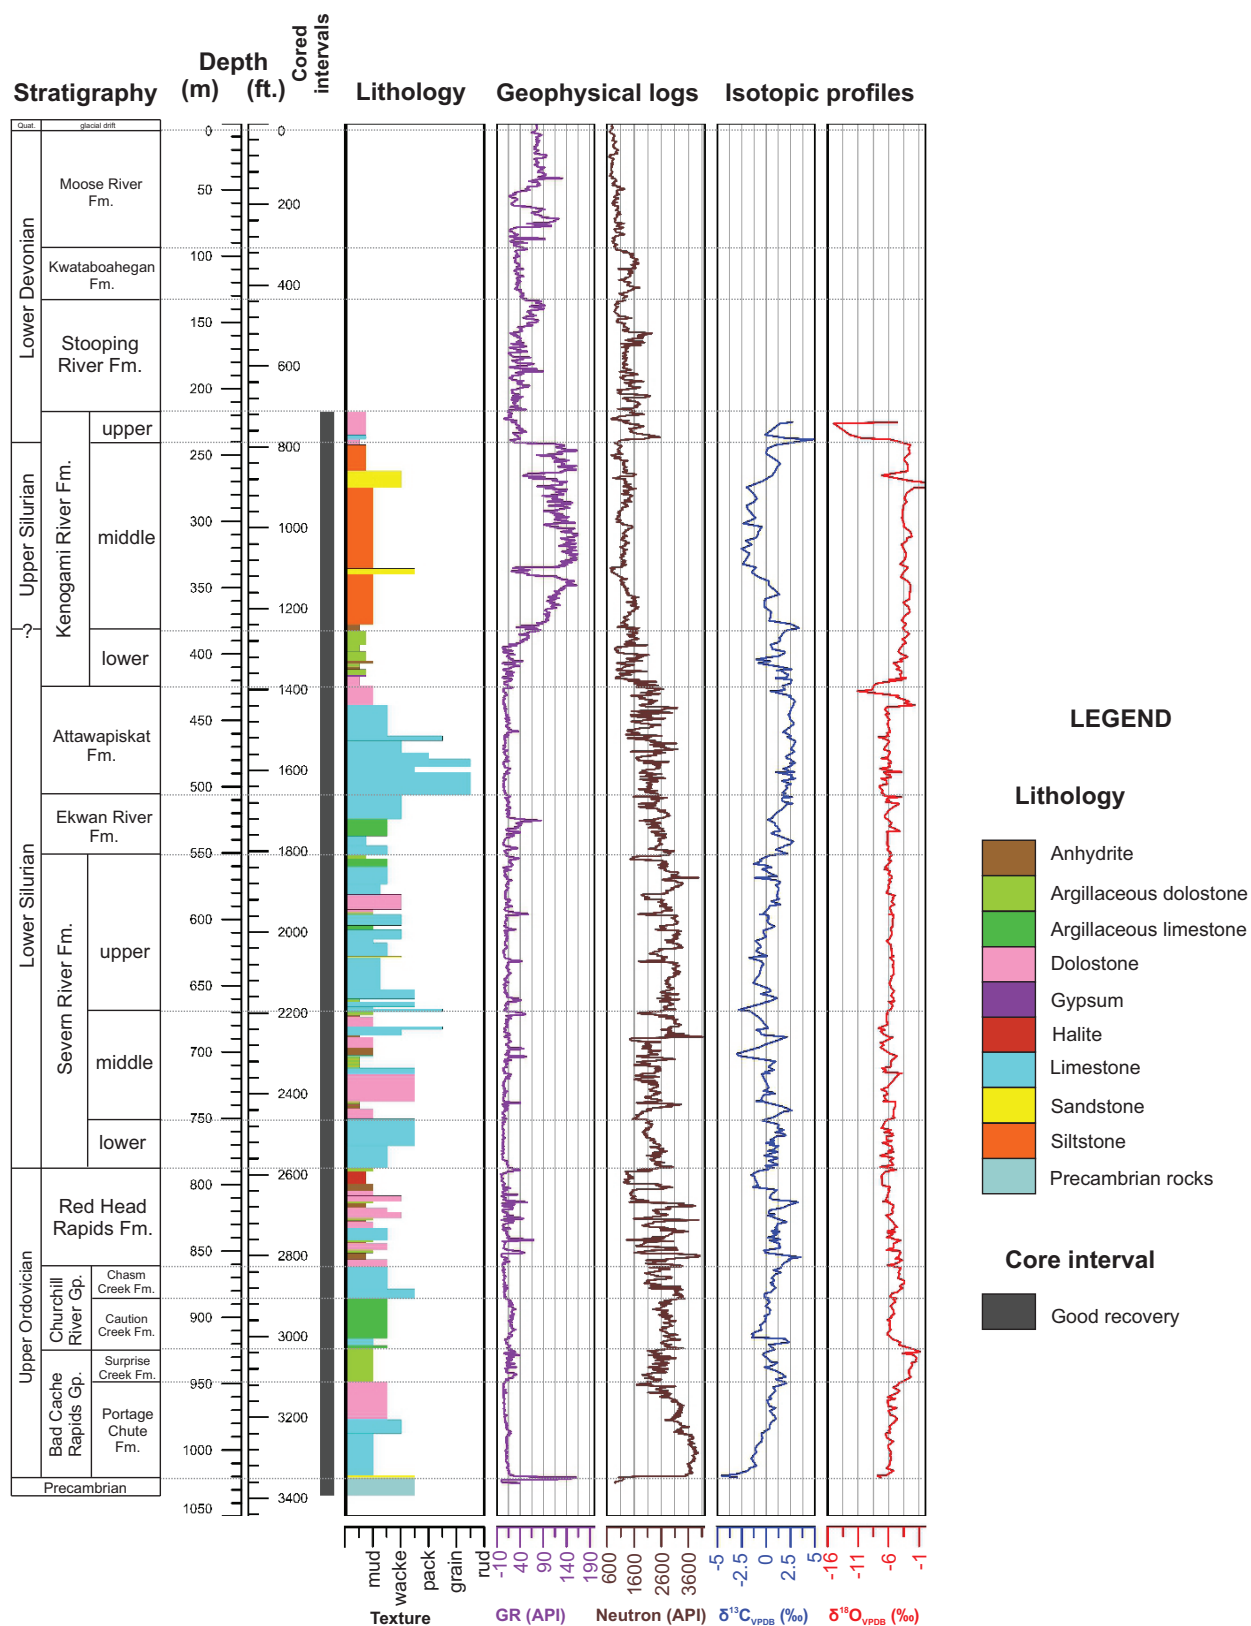 Stratigraphy
Depth
(m)
(ft.)
Cored
intervals
Lithology
Geophysical logs
Isotopic profiles
Quat.
glacial drift
Lower Devonian
Upper Silurian
?
Lower Silurian
Upper Ordovician
Moose River
Fm.
Kwataboahegan
Fm.
Stooping
River Fm.
Kenogami River Fm.
upper
middle
lower
Attawapiskat
Fm.
Ekwan River
Fm.
Severn River Fm.
upper
middle
lower
Red Head
Rapids Fm.
Churchill
River Gp.
Chasm
Creek Fm.
Caution
Creek Fm.
Bad Cache
Rapids Gp.
Surprise
Creek Fm.
Portage
Chute
Fm.
Precambrian
0
50
100
150
200
250
300
350
400
450
500
550
600
650
700
750
800
850
900
950
1000
1050
0
200
400
600
800
1000
1200
1400
1600
1800
2000
2200
2400
2600
2800
3000
3200
3400
mud
wacke
pack
grain
rud
Texture
-10
40
90
140
190
GR (API)
600
1600
2600
3600
Neutron (API)
-5
-2.5
0
2.5
5
δ¹³C VPDB (‰)
-16
-11
-6
-1
δ¹⁸O VPDB (‰)
LEGEND
Lithology
Anhydrite
Argillaceous dolostone
Argillaceous limestone
Dolostone
Gypsum
Halite
Limestone
Sandstone
Siltstone
Precambrian rocks
Core interval
Good recovery